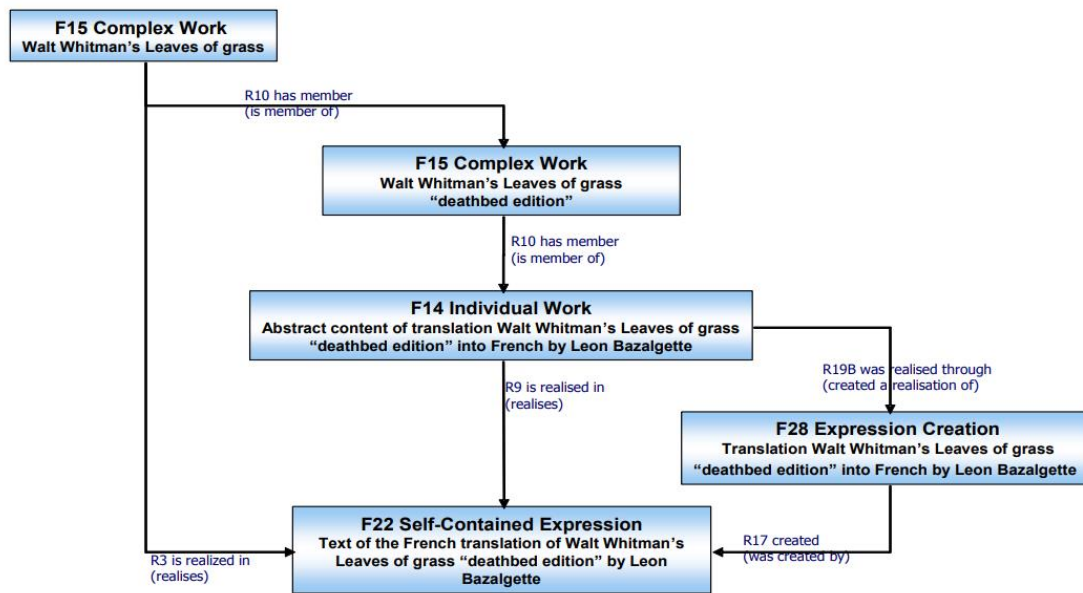 F15 Complex Work
Walt Whitman's Leaves of grass
R10 has member
(is member of)
F15 Complex Work
Walt Whitman's Leaves of grass
“deathbed edition”
R10 has member
(is member of)
F14 Individual Work
Abstract content of translation Walt Whitman's Leaves of grass
“deathbed edition” into French by Leon Bazalgette
R19B was realised through
(created a realisation of)
R9 is realised in
(realises)
F28 Expression Creation
Translation Walt Whitman's Leaves of grass
“deathbed edition” into French by Leon Bazalgette
F22 Self-Contained Expression
Text of the French translation of Walt Whitman's
Leaves of grass “deathbed edition” by Leon
Bazalgette
R17 created
(was created by)
R3 is realized in
(realises)